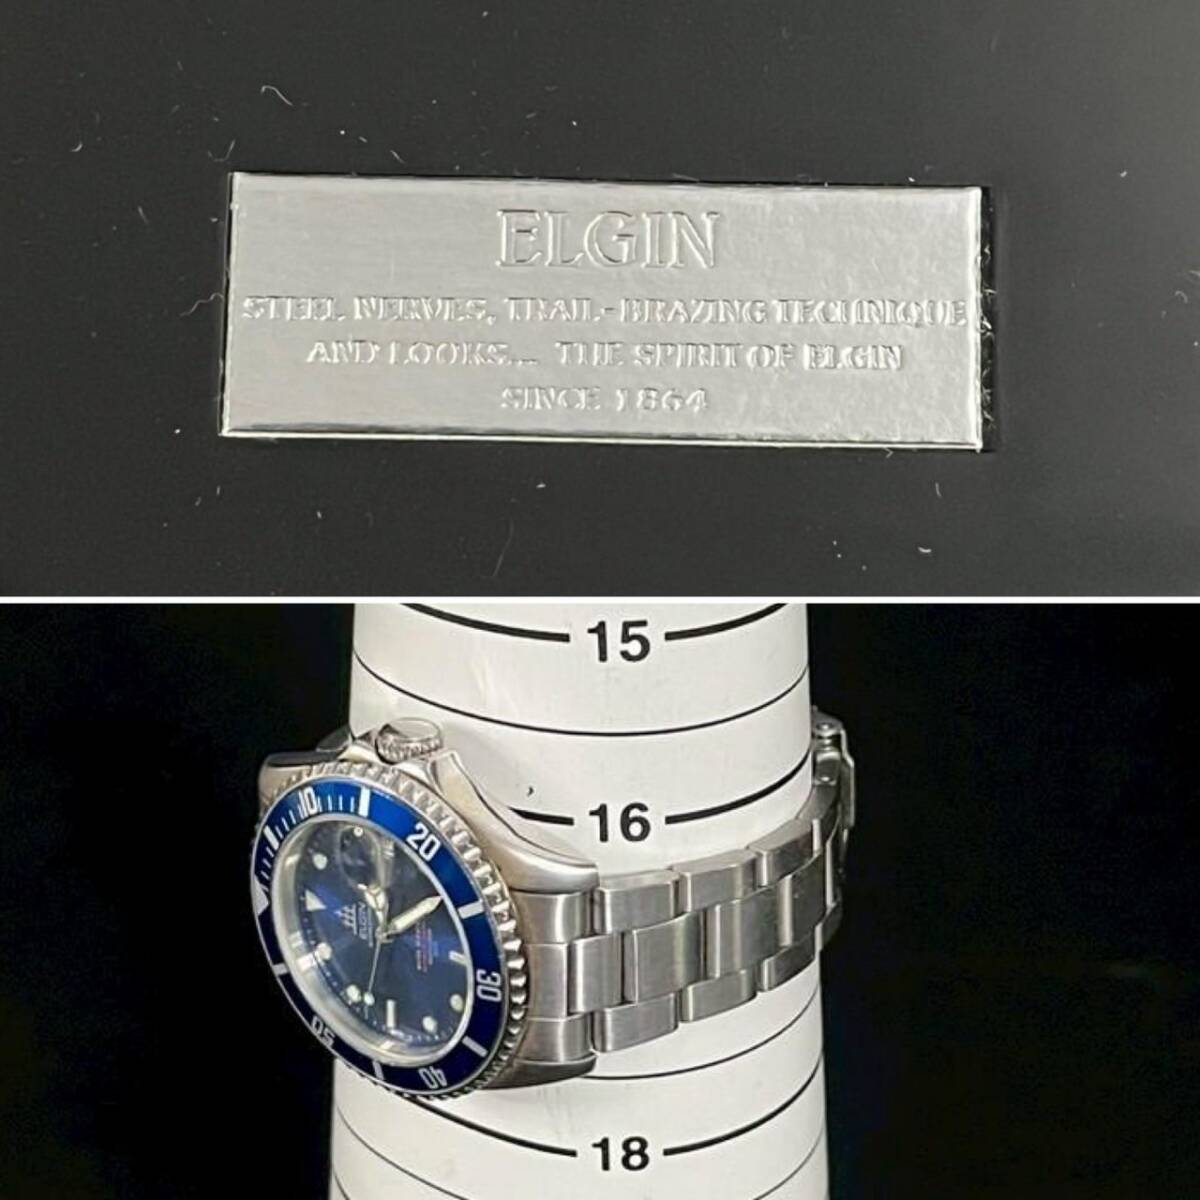 ELGIN
STEEL NERVES, TRAIL-BRAZING TECHNIQUE
AND LOOKS... THE SPIRIT OF ELGIN
SINCE 1864
15
16
18
10
20
30
40
50
ELGIN